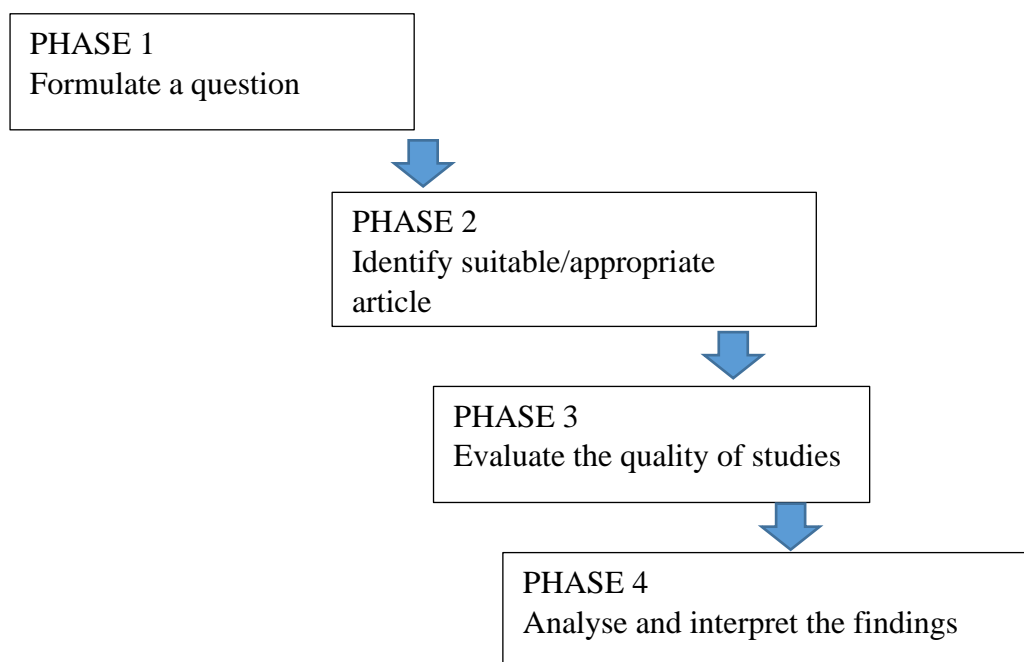 PHASE 1
Formulate a question
PHASE 2
Identify suitable/appropriate
article
PHASE 3
Evaluate the quality of studies
PHASE 4
Analyse and interpret the findings